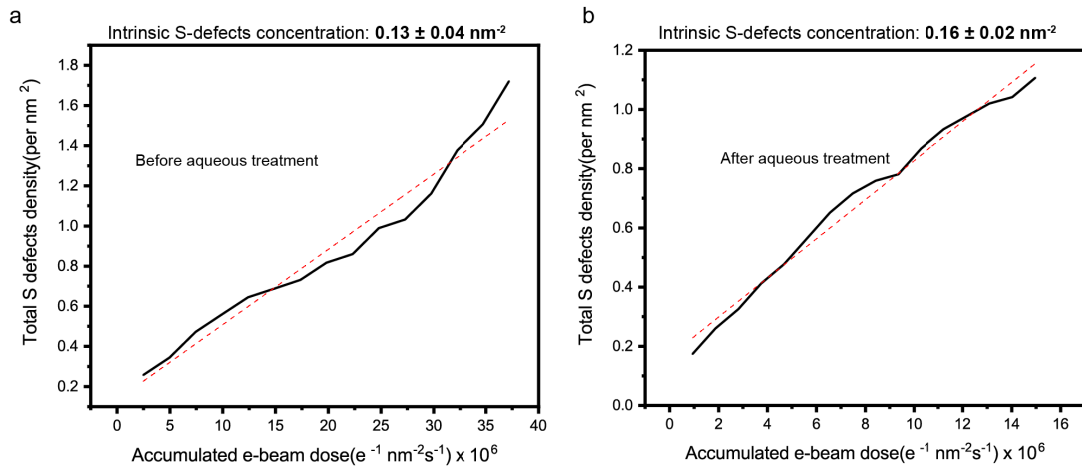 a
Intrinsic S-defects concentration: 0.13 ± 0.04 nm-2
Total S defects density(per nm 2)
1.8
1.6
1.4
1.2
1.0
0.8
0.6
0.4
0.2
Before aqueous treatment
0 5 10 15 20 25 30 35 40
Accumulated e-beam dose(e -1 nm-2s-1) x 106
b
Intrinsic S-defects concentration: 0.16 ± 0.02 nm-2
Total S defects density(per nm 2)
1.2
1.0
0.8
0.6
0.4
0.2
0.0
After aqueous treatment
0 2 4 6 8 10 12 14 16
Accumulated e-beam dose(e -1 nm-2s-1) x 106